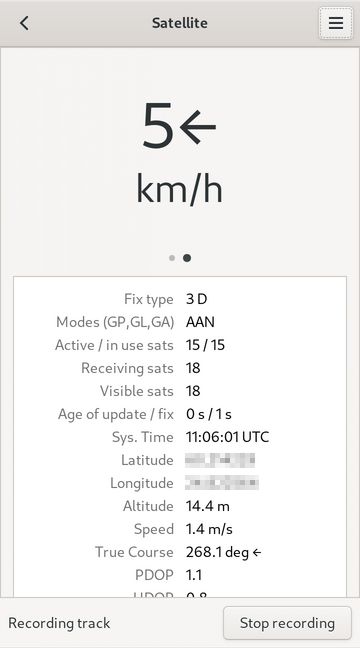 Satellite
5←
km/h
Fix type 3 D
Modes (GP,GL,GA) AAN
Active / in use sats 15 / 15
Receiving sats 18
Visible sats 18
Age of update / fix 0 s / 1 s
Sys. Time 11:06:01 UTC
Latitude
Longitude
Altitude 14.4 m
Speed 1.4 m/s
True Course 268.1 deg ←
PDOP 1.1
HDOP 0.8
Recording track Stop recording